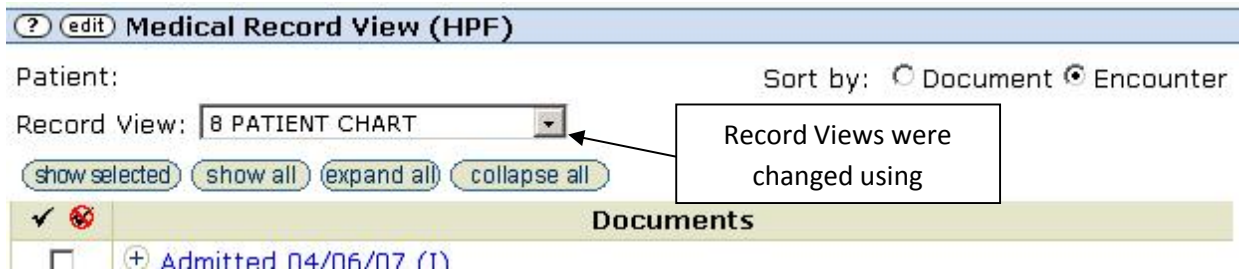 ? edit Medical Record View (HPF)
Patient: Sort by: Document Encounter
Record View: 8 PATIENT CHART
Record Views were
changed using
show selected show all expand all collapse all
Documents
Admitted 04/06/07 (I)